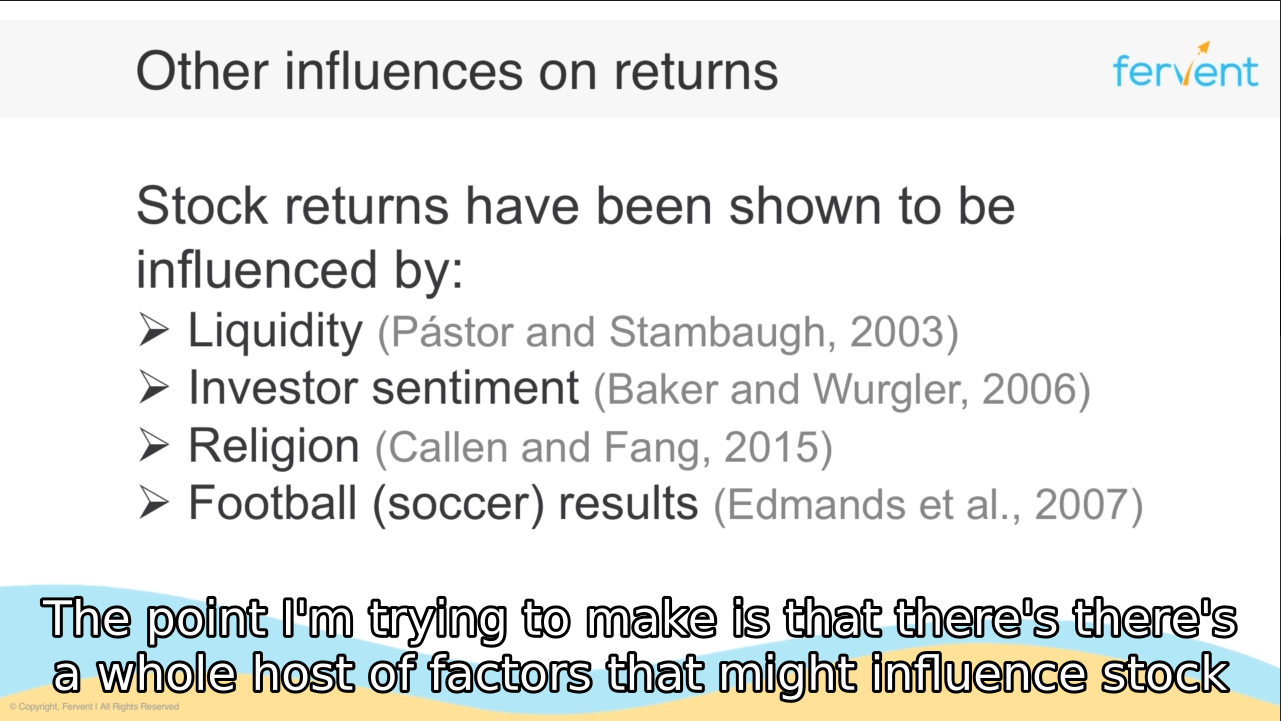 Other influences on returns
fervent
Stock returns have been shown to be
influenced by:
➢ Liquidity (Pástor and Stambaugh, 2003)
➢ Investor sentiment (Baker and Wurgler, 2006)
➢ Religion (Callen and Fang, 2015)
➢ Football (soccer) results (Edmands et al., 2007)
The point I'm trying to make is that there's there's
a whole host of factors that might influence stock
© Copyright, Fervent | All Rights Reserved